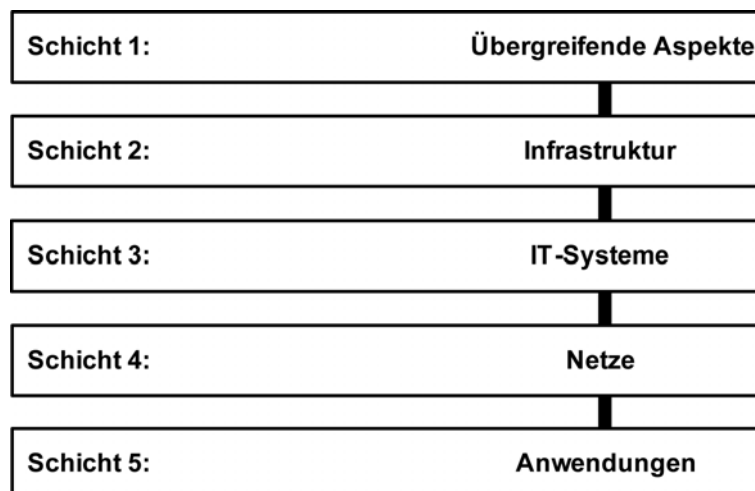 Schicht 1: Übergreifende Aspekte
Schicht 2: Infrastruktur
Schicht 3: IT-Systeme
Schicht 4: Netze
Schicht 5: Anwendungen